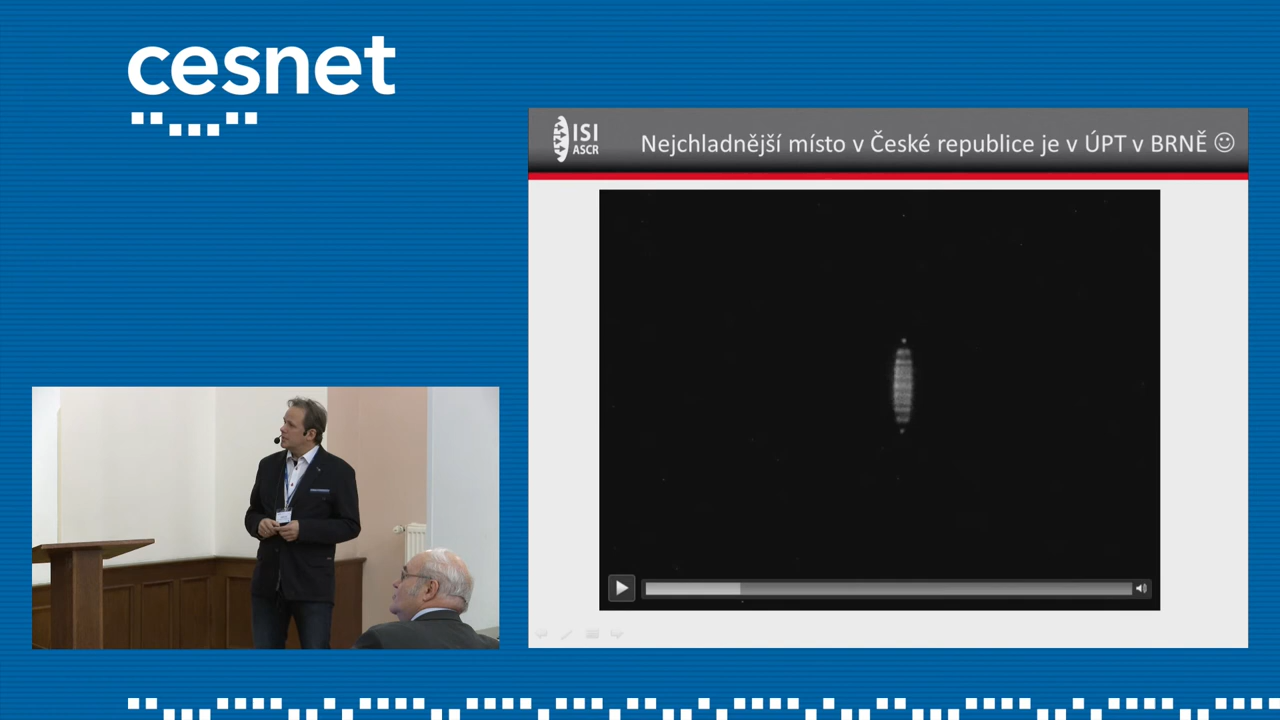 cesnet
ISI
ASCR
Nejchladnější místo v České republice je v ÚPT v BRNĚ ☺